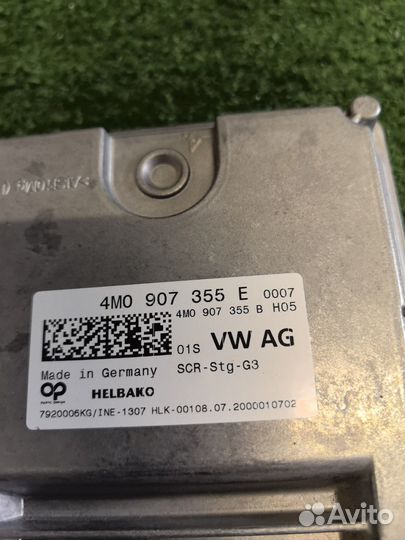 4M0 907 355 E 0007
4M0 907 355 B H05
01S VW AG
Made in Germany SCR-Stg-G3
HELBAKO
7920006KG/INE-1307 HLK-00108.07.2000010702
Avito